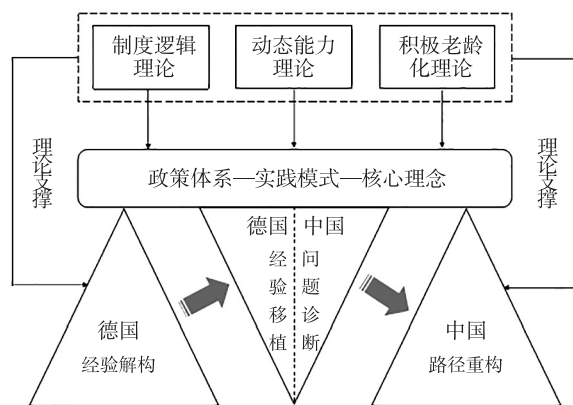 制度逻辑
理论
动态能力
理论
积极老龄
化理论
理论支撑
理论支撑
政策体系—实践模式—核心理念
德国
经验移植
中国
问题诊断
德国
经验解构
中国
路径重构